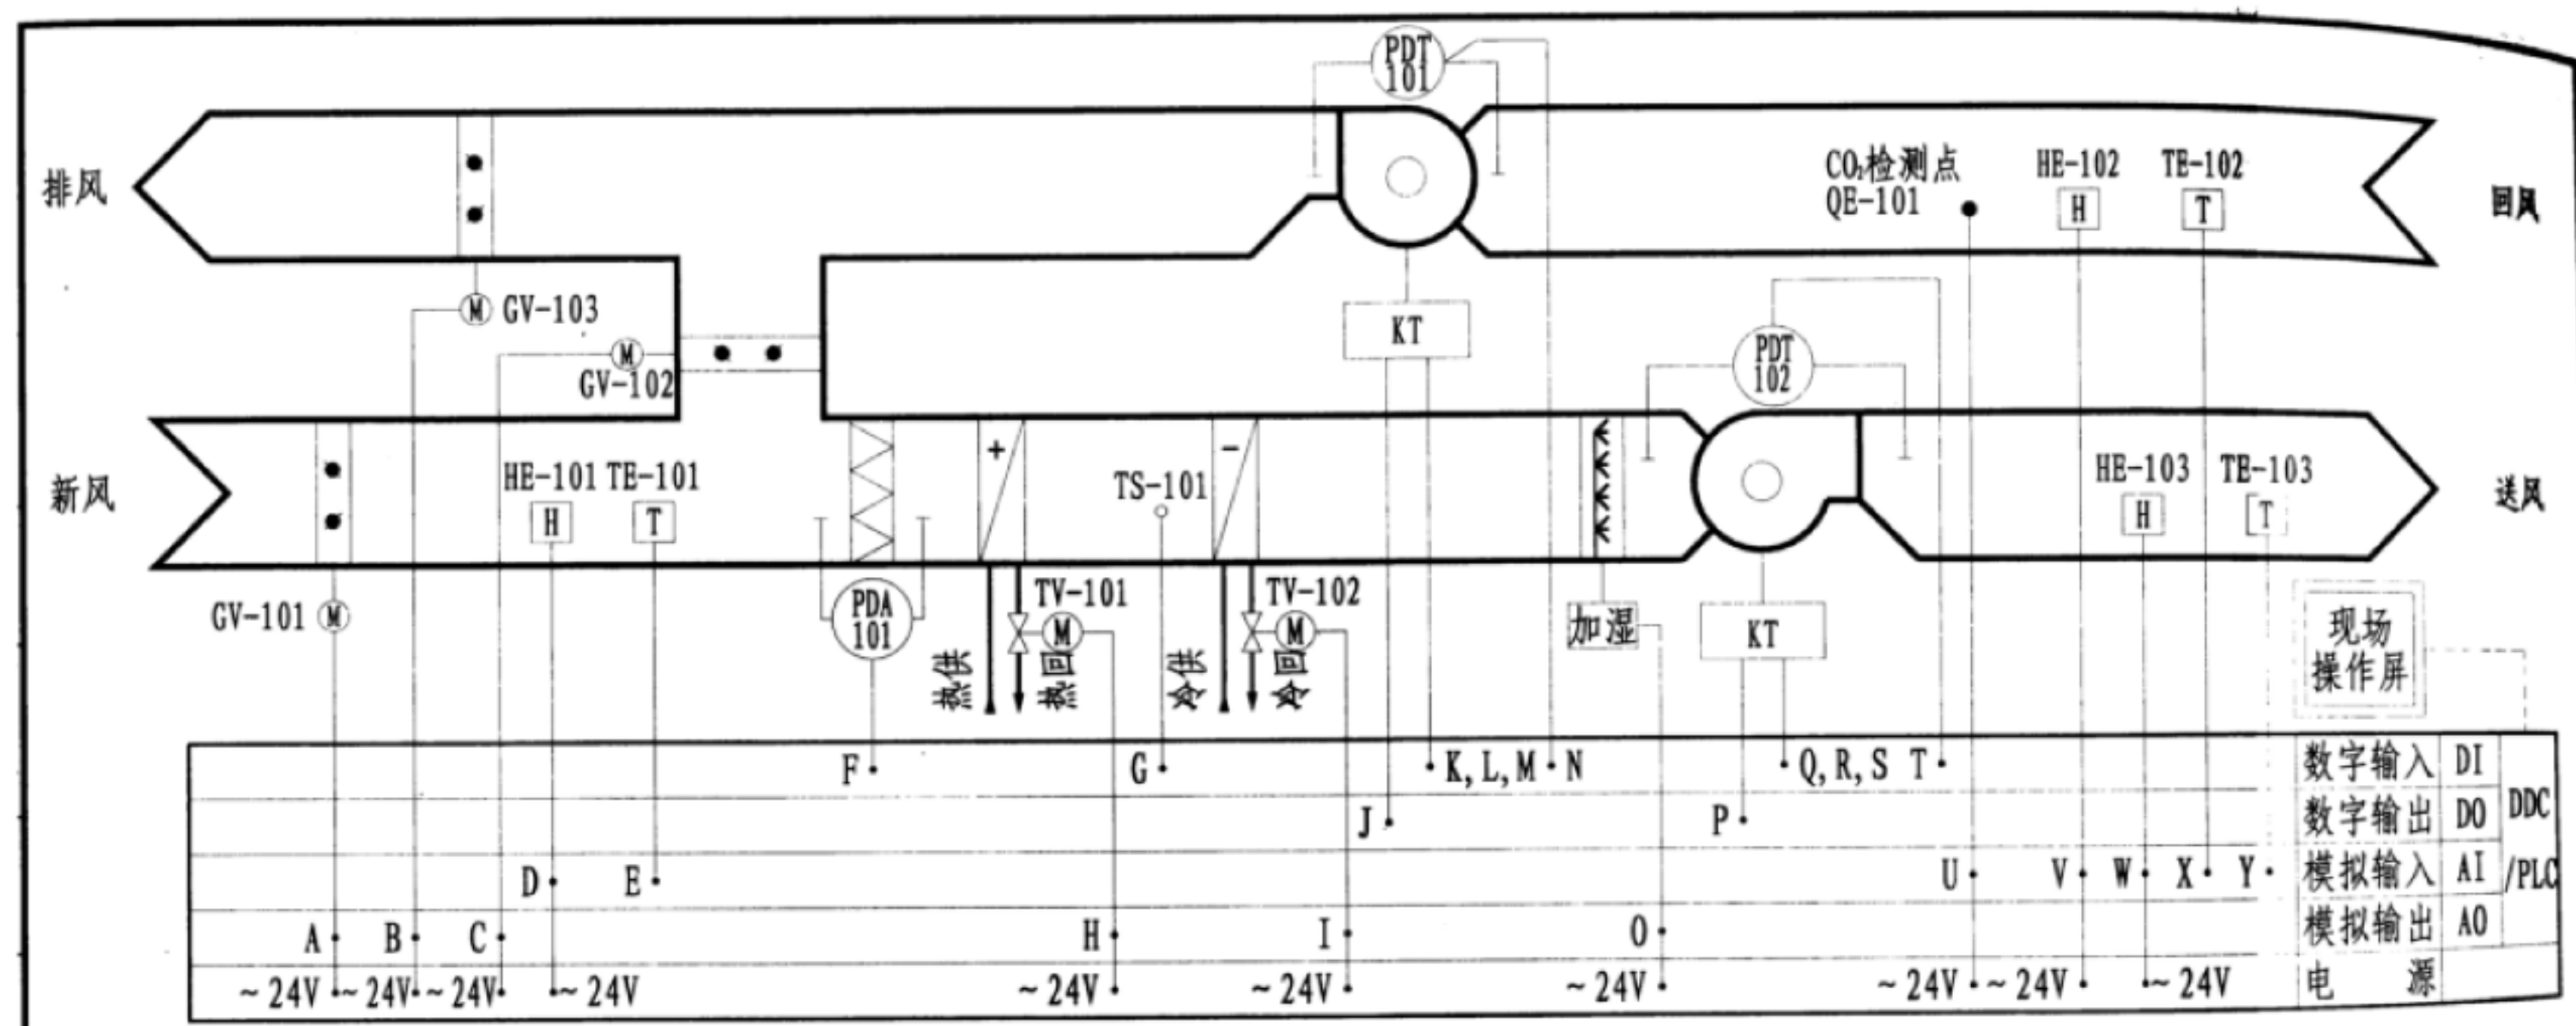 PDT
101
排风
CO₂检测点
QE-101
HE-102
H
TE-102
T
回风
M
GV-103
M
GV-102
KT
PDT
102
新风
HE-101
H
TE-101
T
TS-101
+
-
HE-103
H
TE-103
T
送风
GV-101
M
PDA
101
热供
热回
TV-101
M
冷供
冷回
TV-102
M
加湿
KT
现场
操作屏
F
G
K, L, M
N
Q, R, S
T
数字输入
DI
J
P
数字输出
DO
DDC
/PLC
D
E
U
V
W
X
Y
模拟输入
AI
A
B
C
H
I
O
模拟输出
AO
~24V
~24V
~24V
~24V
~24V
~24V
~24V
~24V
~24V
~24V
电 源